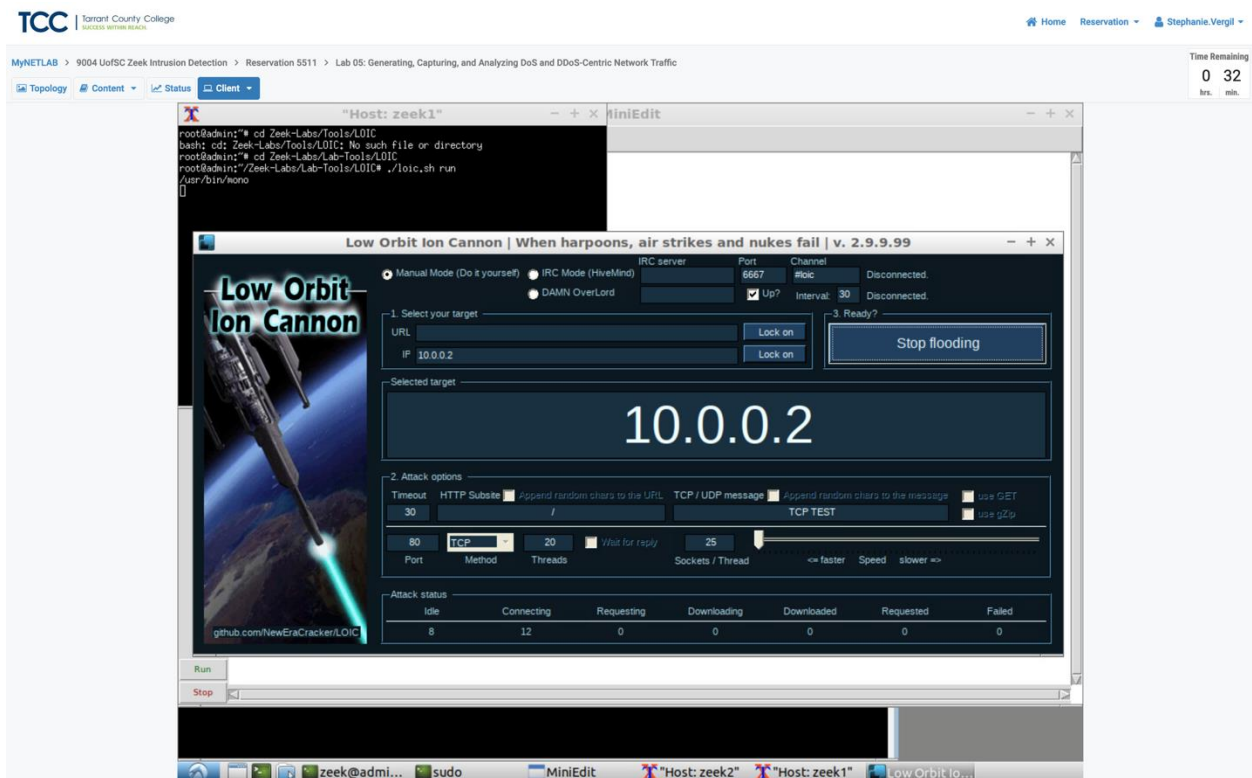 TCC Tarrant County College
SUCCESS WITHIN REACH.
Home Reservation Stephanie.Vergil
MyNETLAB > 9004 UofSC Zeek Intrusion Detection > Reservation 5511 > Lab 05: Generating, Capturing, and Analyzing DoS and DDoS-Centric Network Traffic
Time Remaining
0 32
hrs. min.
Topology Content Status Client
"Host: zeek1" MiniEdit
root@admin:~# cd Zeek-Labs/Tools/LOIC
bash: cd: Zeek-Labs/Tools/LOIC: No such file or directory
root@admin:~# cd Zeek-Labs/Lab-Tools/LOIC
root@admin:~/Zeek-Labs/Lab-Tools/LOIC# ./loic.sh run
/usr/bin/mono
Low Orbit Ion Cannon | When harpoons, air strikes and nukes fail | v. 2.9.9.99
Low Orbit
Ion Cannon
github.com/NewEraCracker/LOIC
IRC server Port Channel
Manual Mode (Do it yourself) IRC Mode (HiveMind) 6667 #loic Disconnected.
DAMN OverLord Up? Interval: 30 Disconnected.
1. Select your target
URL Lock on
IP 10.0.0.2 Lock on
3. Ready?
Stop flooding
Selected target
10.0.0.2
2. Attack options
Timeout HTTP Subsite Append random chars to the URL TCP / UDP message Append random chars to the message use GET
30 / TCP TEST use gZip
80 TCP 20 Wait for reply 25
Port Method Threads Sockets / Thread <= faster Speed slower =>
Attack status
Idle Connecting Requesting Downloading Downloaded Requested Failed
8 12 0 0 0 0 0
Run
Stop
zeek@admi... sudo MiniEdit "Host: zeek2" "Host: zeek1" Low Orbit Io...